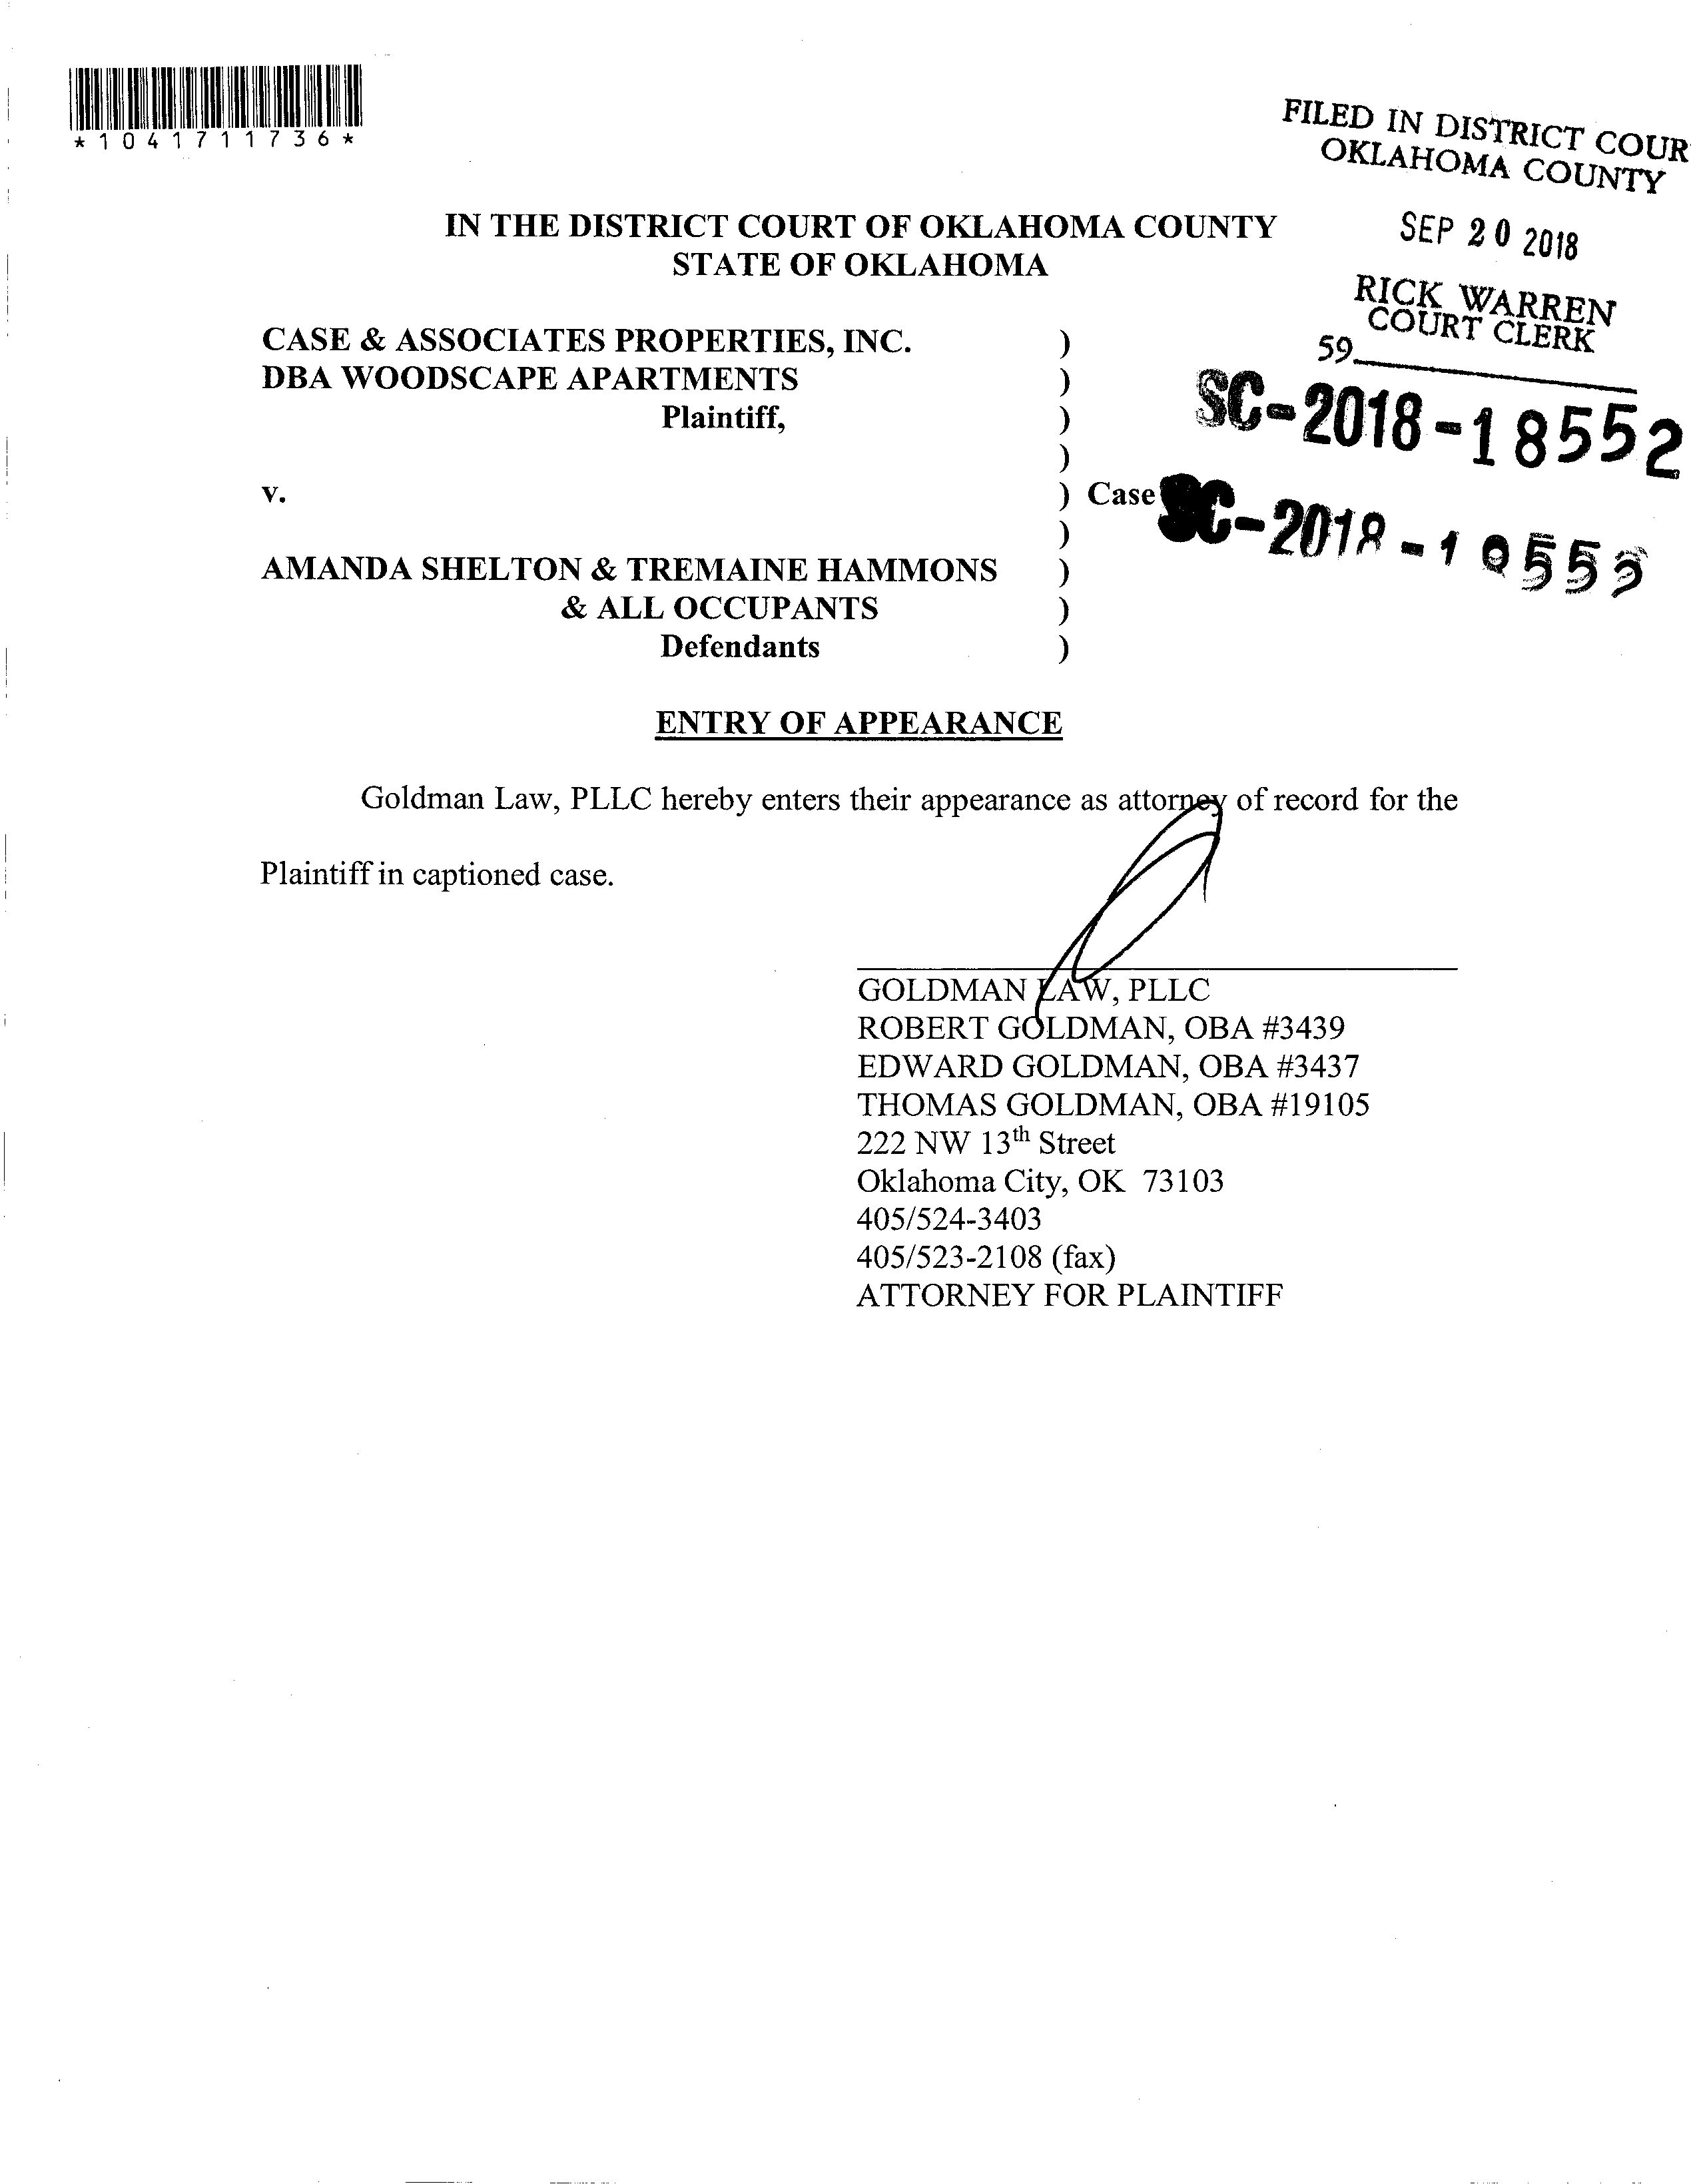 *1041711736*
FILED IN DISTRICT COUR
OKLAHOMA COUNTY
SEP 20 2018
RICK WARREN
COURT CLERK
59
SC-2018-18552
IN THE DISTRICT COURT OF OKLAHOMA COUNTY
STATE OF OKLAHOMA
CASE & ASSOCIATES PROPERTIES, INC. )
DBA WOODSCAPE APARTMENTS )
Plaintiff, )
)
v. ) Case SC-2018-
)
AMANDA SHELTON & TREMAINE HAMMONS )
& ALL OCCUPANTS )
Defendants )
ENTRY OF APPEARANCE
Goldman Law, PLLC hereby enters their appearance as attorney of record for the
Plaintiff in captioned case.
GOLDMAN LAW, PLLC
ROBERT GOLDMAN, OBA #3439
EDWARD GOLDMAN, OBA #3437
THOMAS GOLDMAN, OBA #19105
222 NW 13th Street
Oklahoma City, OK 73103
405/524-3403
405/523-2108 (fax)
ATTORNEY FOR PLAINTIFF